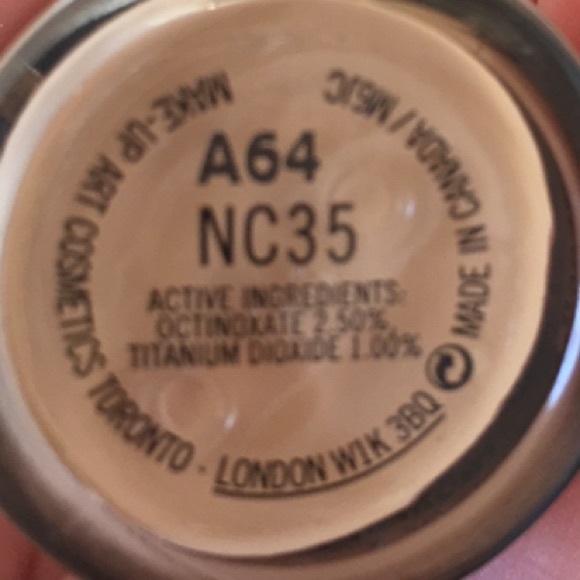 A64
NC35
ACTIVE INGREDIENTS:
OCTINOXATE 2.50%,
TITANIUM DIOXIDE 1.00%
MAKE-UP ART COSMETICS TORONTO · LONDON W1K 3BQ
MADE IN CANADA / M6JC